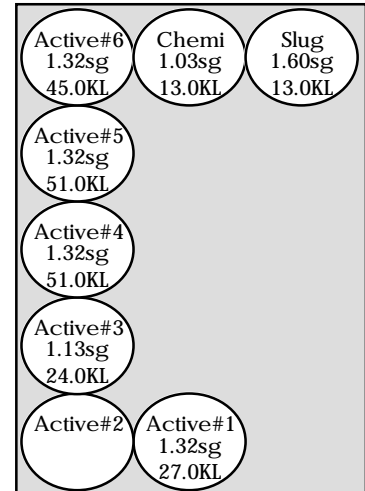 Active#6
1.32sg
45.0KL
Chemi
1.03sg
13.0KL
Slug
1.60sg
13.0KL
Active#5
1.32sg
51.0KL
Active#4
1.32sg
51.0KL
Active#3
1.13sg
24.0KL
Active#2
Active#1
1.32sg
27.0KL